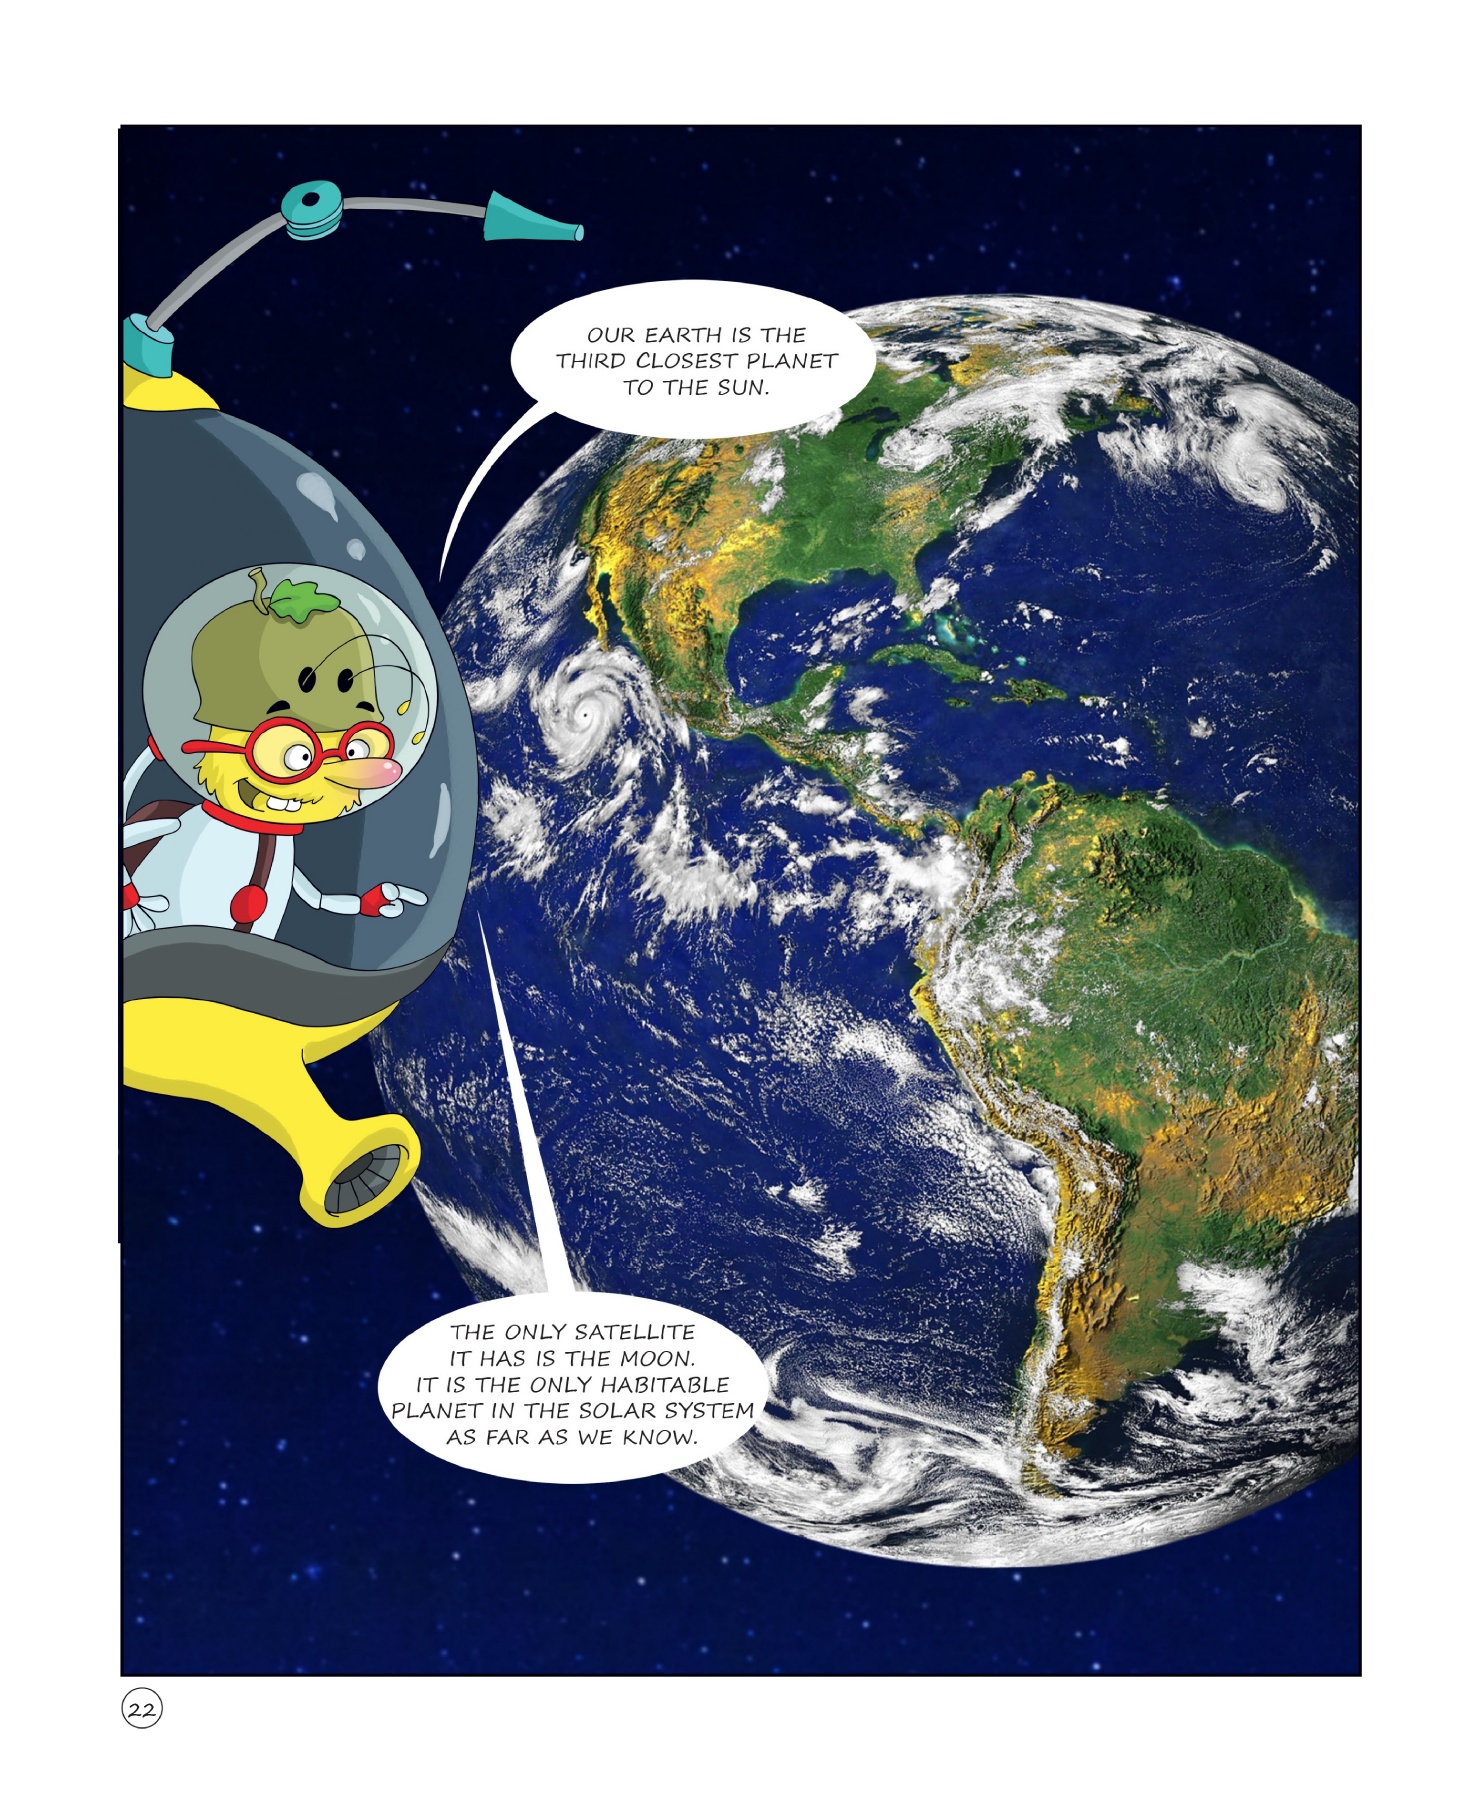 OUR EARTH IS THE
THIRD CLOSEST PLANET
TO THE SUN.
THE ONLY SATELLITE
IT HAS IS THE MOON.
IT IS THE ONLY HABITABLE
PLANET IN THE SOLAR SYSTEM
AS FAR AS WE KNOW.
22